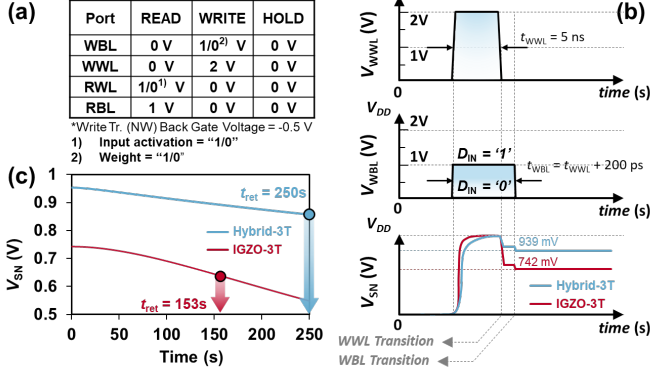 (a)
Port READ WRITE HOLD
WBL 0 V 1/0²⁾ V 0 V
WWL 0 V 2 V 0 V
RWL 1/0¹⁾ V 0 V 0 V
RBL 1 V 0 V 0 V
*Write Tr. (NW) Back Gate Voltage = -0.5 V
1) Input activation = “1/0”
2) Weight = “1/0”
(b)
V_WWL (V)
2V
1V
0
t_WWL = 5 ns
time (s)
V_DD
V_WBL (V)
2V
1V
0
D_IN = ‘1’
D_IN = ‘0’
t_WBL = t_WWL + 200 ps
time (s)
V_DD
V_SN (V)
0
939 mV
742 mV
Hybrid-3T
IGZO-3T
time (s)
WWL Transition
WBL Transition
(c)
V_SN (V)
1
0.9
0.8
0.7
0.6
0.5
t_ret = 250s
Hybrid-3T
IGZO-3T
t_ret = 153s
0 50 100 150 200 250
Time (s)